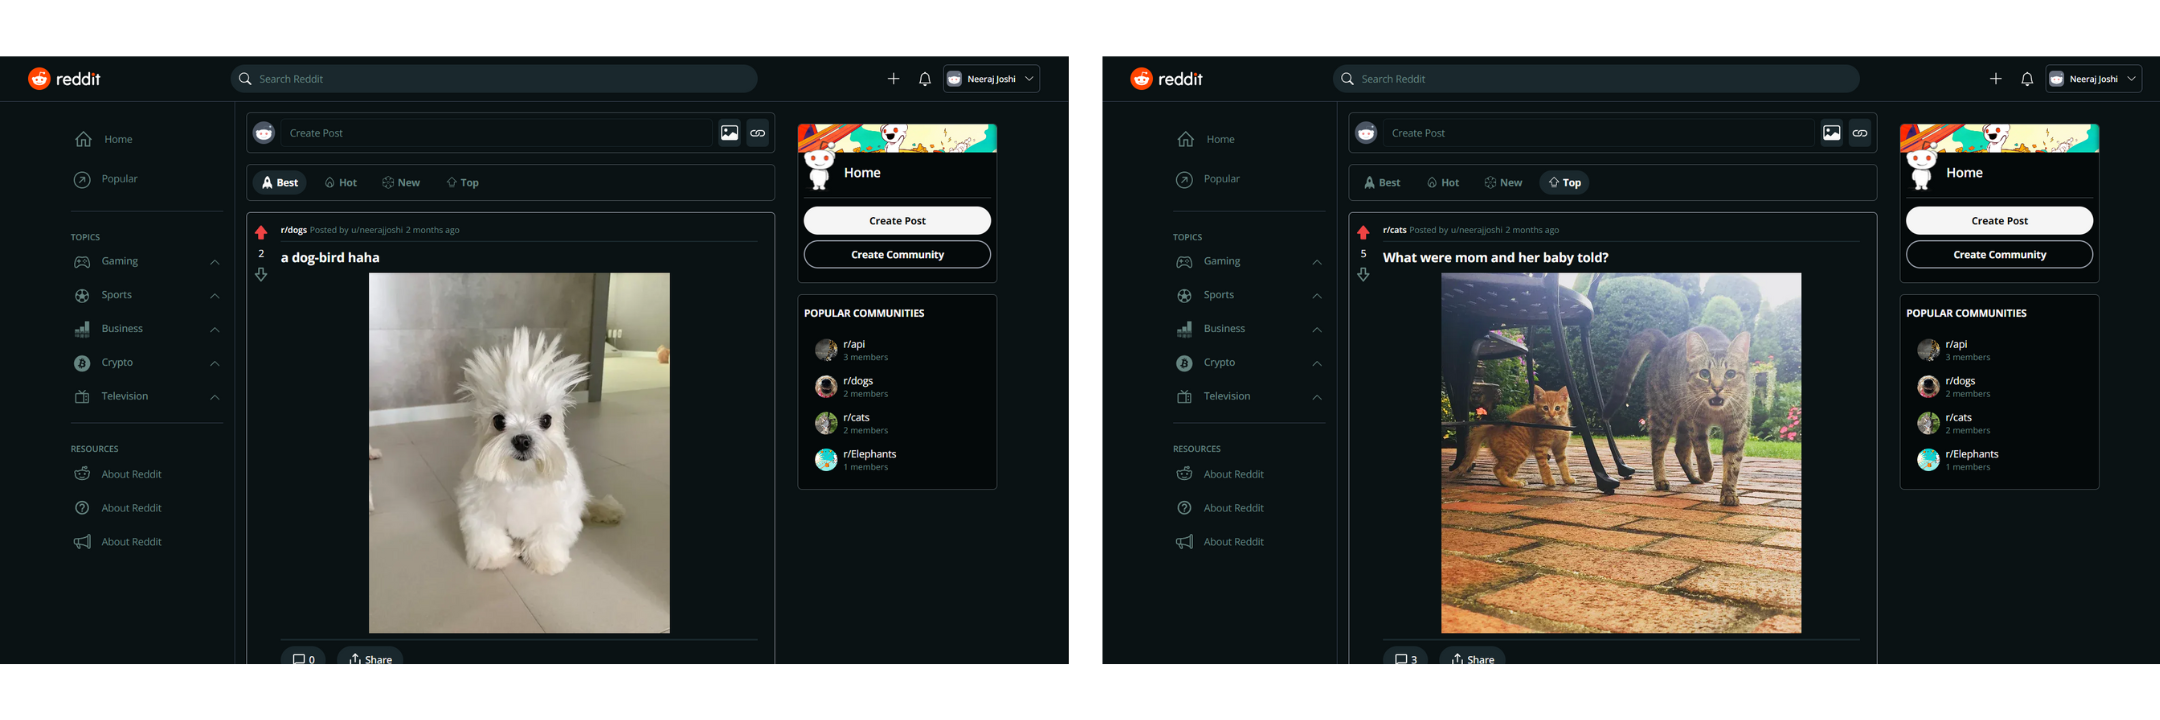 reddit
Search Reddit
Neeraj Joshi
Home
Popular
TOPICS
Gaming
Sports
Business
Crypto
Television
RESOURCES
About Reddit
About Reddit
About Reddit
Create Post
Best Hot New Top
r/dogs Posted by u/neerajjoshi 2 months ago
2
a dog-bird haha
0 Share
Home
Create Post
Create Community
POPULAR COMMUNITIES
r/api
3 members
r/dogs
2 members
r/cats
2 members
r/Elephants
1 members
reddit
Search Reddit
Neeraj Joshi
Home
Popular
TOPICS
Gaming
Sports
Business
Crypto
Television
RESOURCES
About Reddit
About Reddit
About Reddit
Create Post
Best Hot New Top
r/cats Posted by u/neerajjoshi 2 months ago
5
What were mom and her baby told?
3 Share
Home
Create Post
Create Community
POPULAR COMMUNITIES
r/api
3 members
r/dogs
2 members
r/cats
2 members
r/Elephants
1 members